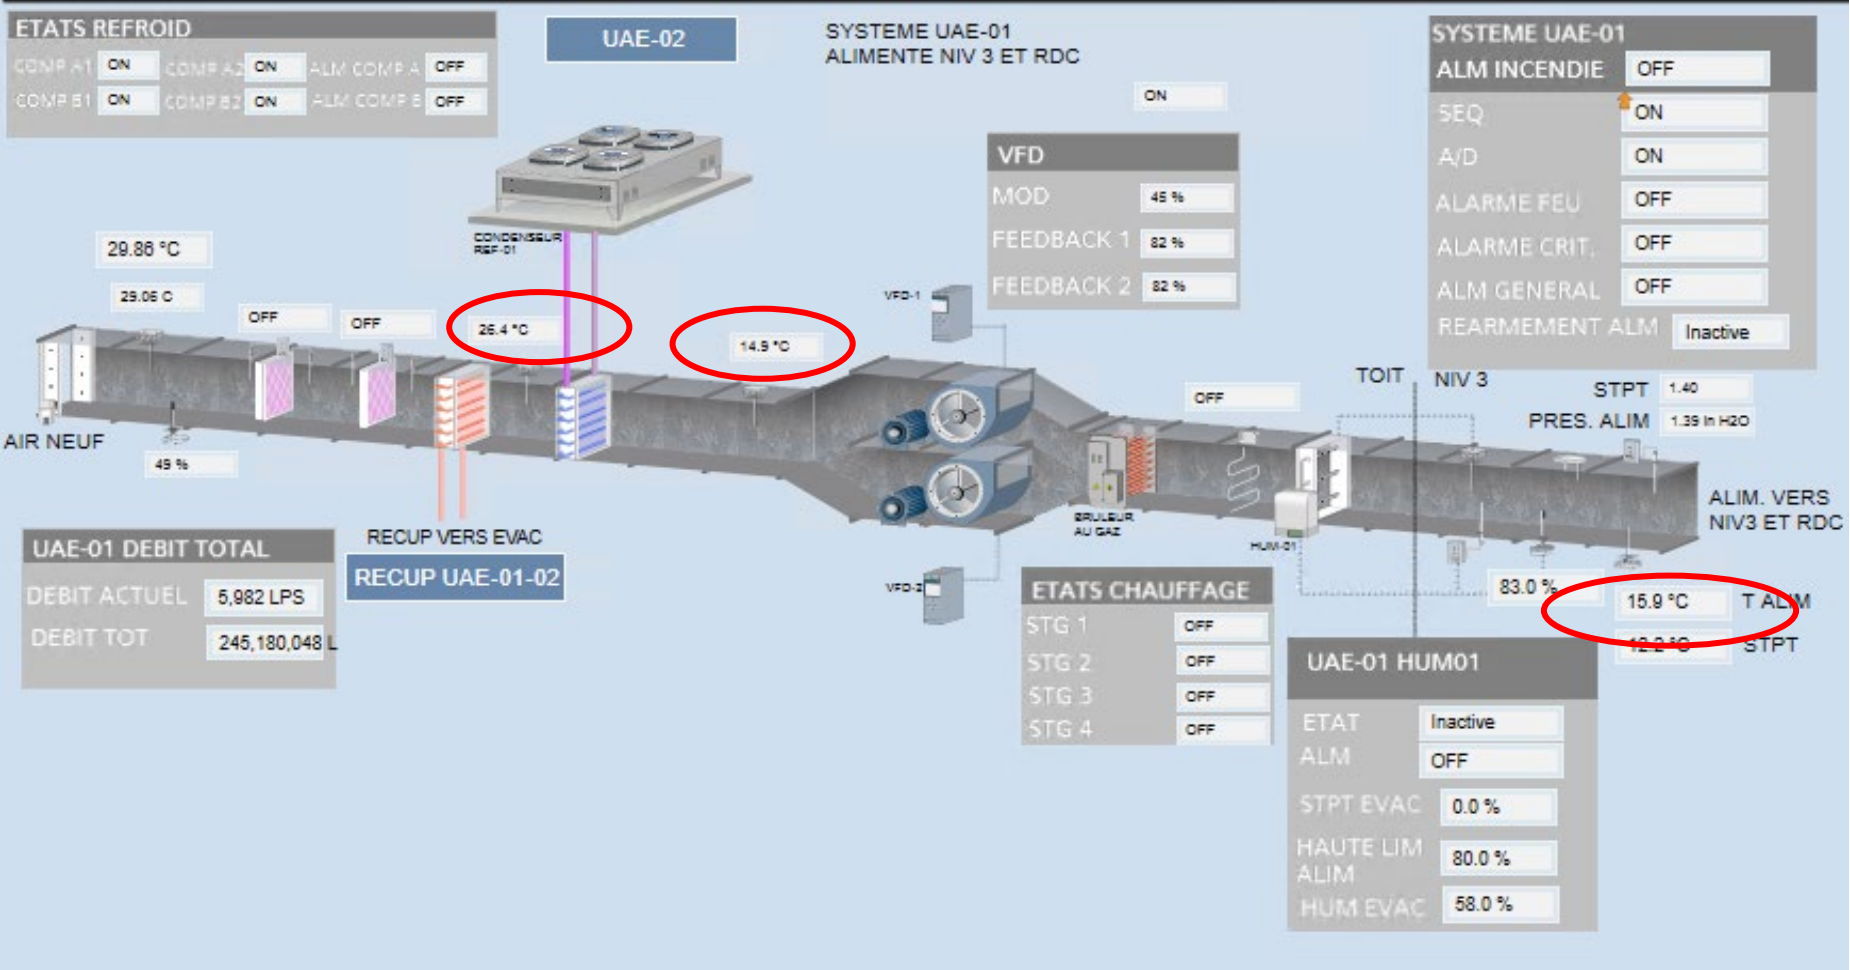 ETATS REFROID
COMP A1 ON COMP A2 ON ALM COMP A OFF
COMP B1 ON COMP B2 ON ALM COMP B OFF
UAE-02
SYSTEME UAE-01
ALIMENTE NIV 3 ET RDC
ON
SYSTEME UAE-01
ALM INCENDIE OFF
SEQ ON
A/D ON
ALARME FEU OFF
ALARME CRIT. OFF
ALM GENERAL OFF
REARMEMENT ALM Inactive
VFD
MOD 45 %
FEEDBACK 1 82 %
FEEDBACK 2 82 %
CONDENSEUR
REF-01
29.86 °C
29.06 C
OFF
OFF
26.4 °C
14.9 °C
VFD-1
OFF
TOIT
NIV 3
STPT 1.40
PRES. ALIM 1.39 In H2O
AIR NEUF
49 %
BRULEUR
AU GAZ
HUM-01
ALIM. VERS
NIV3 ET RDC
RECUP VERS EVAC
RECUP UAE-01-02
UAE-01 DEBIT TOTAL
DEBIT ACTUEL 5,982 LPS
DEBIT TOT 245,180,048 L
VFD-2
ETATS CHAUFFAGE
STG 1 OFF
STG 2 OFF
STG 3 OFF
STG 4 OFF
83.0 %
15.9 °C T ALIM
12.2 °C STPT
UAE-01 HUM01
ETAT Inactive
ALM OFF
STPT EVAC 0.0 %
HAUTE LIM
ALIM 80.0 %
HUM EVAC 58.0 %